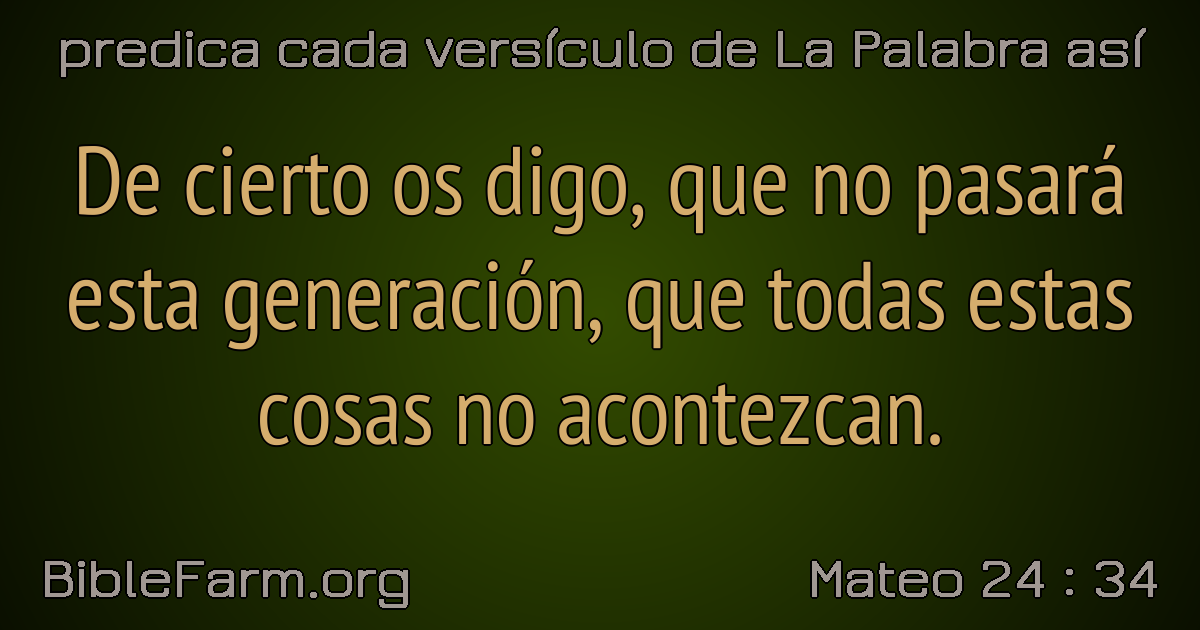 predica cada versículo de La Palabra así
De cierto os digo, que no pasará
esta generación, que todas estas
cosas no acontezcan.
BibleFarm.org
Mateo 24 : 34